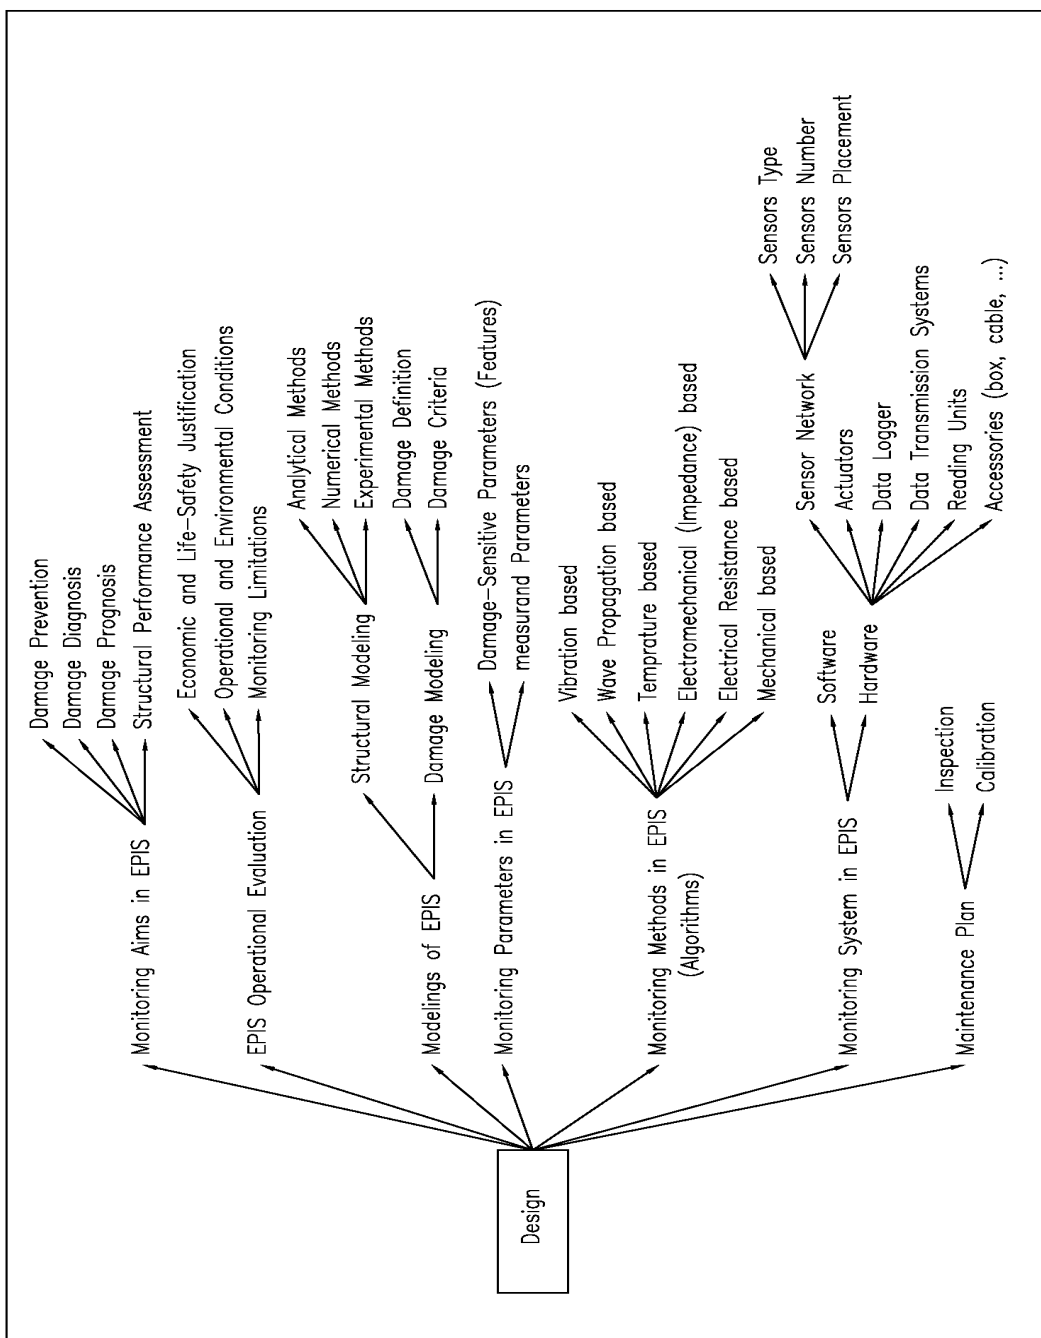 Design
Monitoring Aims in EPIS
Damage Prevention
Damage Diagnosis
Damage Prognosis
Structural Performance Assessment
EPIS Operational Evaluation
Economic and Life-Safety Justification
Operational and Environmental Conditions
Monitoring Limitations
Modelings of EPIS
Structural Modeling
Analytical Methods
Numerical Methods
Experimental Methods
Damage Modeling
Damage Definition
Damage Criteria
Monitoring Parameters in EPIS
Damage-Sensitive Parameters (Features)
measurand Parameters
Monitoring Methods in EPIS
(Algorithms)
Vibration based
Wave Propagation based
Temprature based
Electromechanical (Impedance) based
Electrical Resistance based
Mechanical based
Monitoring System in EPIS
Software
Hardware
Sensor Network
Sensors Type
Sensors Number
Sensors Placement
Actuators
Data Logger
Data Transmission Systems
Reading Units
Accessories (box, cable, ...)
Maintenance Plan
Inspection
Calibration